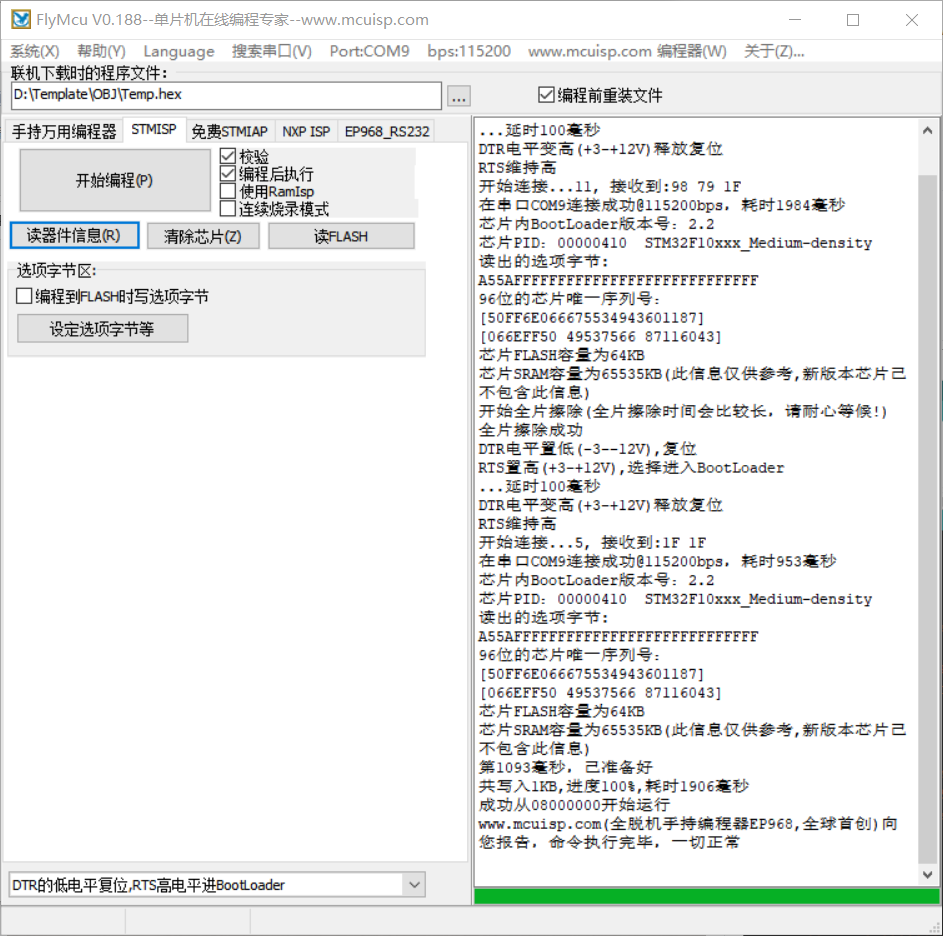 FlyMcu V0.188--单片机在线编程专家--www.mcuisp.com
系统(X) 帮助(Y) Language 搜索串口(V) Port:COM9 bps:115200 www.mcuisp.com 编程器(W) 关于(Z)...
联机下载时的程序文件:
D:\Template\OBJ\Temp.hex
...
编程前重装文件
手持万用编程器 STMISP 免费STMIAP NXP ISP EP968_RS232
开始编程(P)
校验
编程后执行
使用RamIsp
连续烧录模式
读器件信息(R) 清除芯片(Z) 读FLASH
选项字节区:
编程到FLASH时写选项字节
设定选项字节等
DTR的低电平复位,RTS高电平进BootLoader
...延时100毫秒
DTR电平变高(+3-+12V)释放复位
RTS维持高
开始连接...11, 接收到:98 79 1F
在串口COM9连接成功@115200bps, 耗时1984毫秒
芯片内BootLoader版本号: 2.2
芯片PID: 00000410 STM32F10xxx_Medium-density
读出的选项字节:
A55AFFFFFFFFFFFFFFFFFFFFFFFFFFFF
96位的芯片唯一序列号:
[50FF6E066675534943601187]
[066EFF50 49537566 87116043]
芯片FLASH容量为64KB
芯片SRAM容量为65535KB(此信息仅供参考,新版本芯片已
不包含此信息)
开始全片擦除(全片擦除时间会比较长, 请耐心等候!)
全片擦除成功
DTR电平置低(-3--12V),复位
RTS置高(+3-+12V),选择进入BootLoader
...延时100毫秒
DTR电平变高(+3-+12V)释放复位
RTS维持高
开始连接...5, 接收到:1F 1F
在串口COM9连接成功@115200bps, 耗时953毫秒
芯片内BootLoader版本号: 2.2
芯片PID: 00000410 STM32F10xxx_Medium-density
读出的选项字节:
A55AFFFFFFFFFFFFFFFFFFFFFFFFFFFF
96位的芯片唯一序列号:
[50FF6E066675534943601187]
[066EFF50 49537566 87116043]
芯片FLASH容量为64KB
芯片SRAM容量为65535KB(此信息仅供参考,新版本芯片已
不包含此信息)
第1093毫秒, 已准备好
共写入1KB,进度100%,耗时1906毫秒
成功从08000000开始运行
www.mcuisp.com(全脱机手持编程器EP968,全球首创)向
您报告, 命令执行完毕, 一切正常